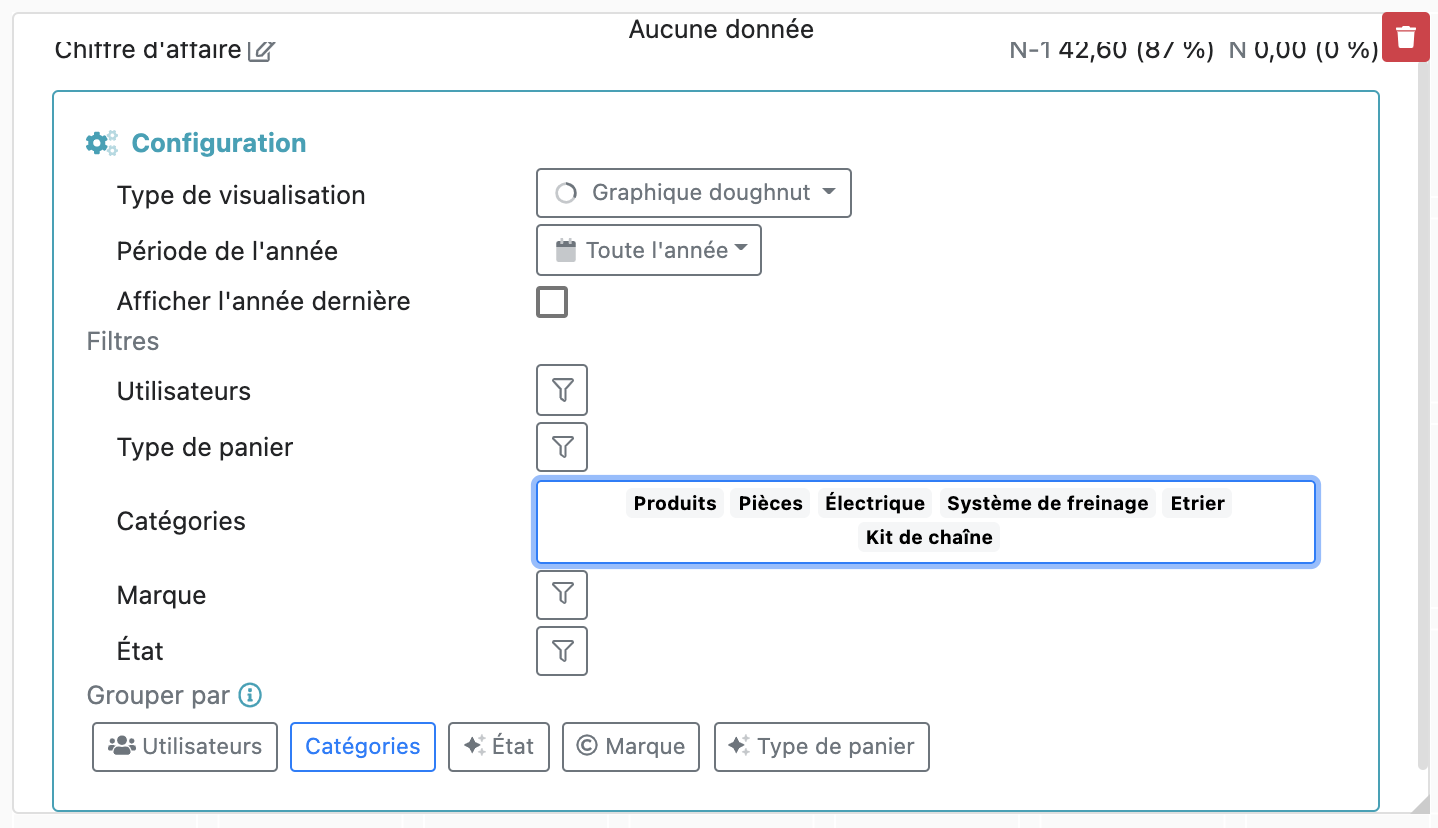 Aucune donnée
Chiffre d'affaire N-1 42,60 (87 %) N 0,00 (0 %)
Configuration
Type de visualisation Graphique doughnut
Période de l'année Toute l'année
Afficher l'année dernière
Filtres
Utilisateurs
Type de panier
Produits Pièces Électrique Système de freinage Etrier
Catégories
Kit de chaîne
Marque
État
Grouper par
Utilisateurs Catégories État Marque Type de panier